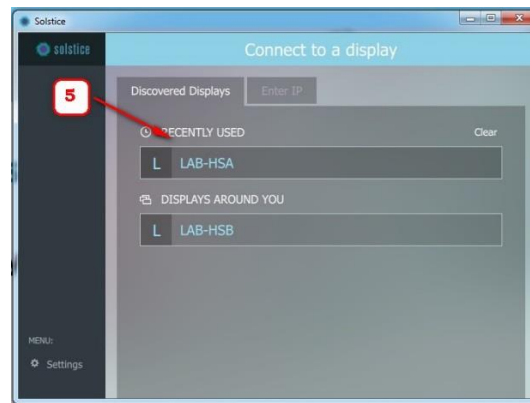 Solstice
solstice
Connect to a display
5
Discovered Displays
Enter IP
RECENTLY USED
Clear
L LAB-HSA
DISPLAYS AROUND YOU
L LAB-HSB
MENU:
Settings